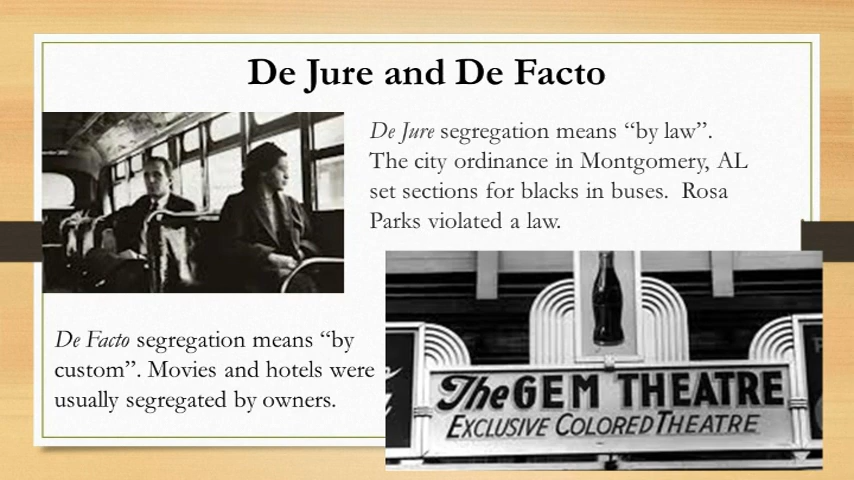 De Jure and De Facto
De Jure segregation means “by law”.
The city ordinance in Montgomery, AL
set sections for blacks in buses.  Rosa
Parks violated a law.
De Facto segregation means “by
custom”. Movies and hotels were
usually segregated by owners.
The GEM THEATRE
EXCLUSIVE COLORED THEATRE